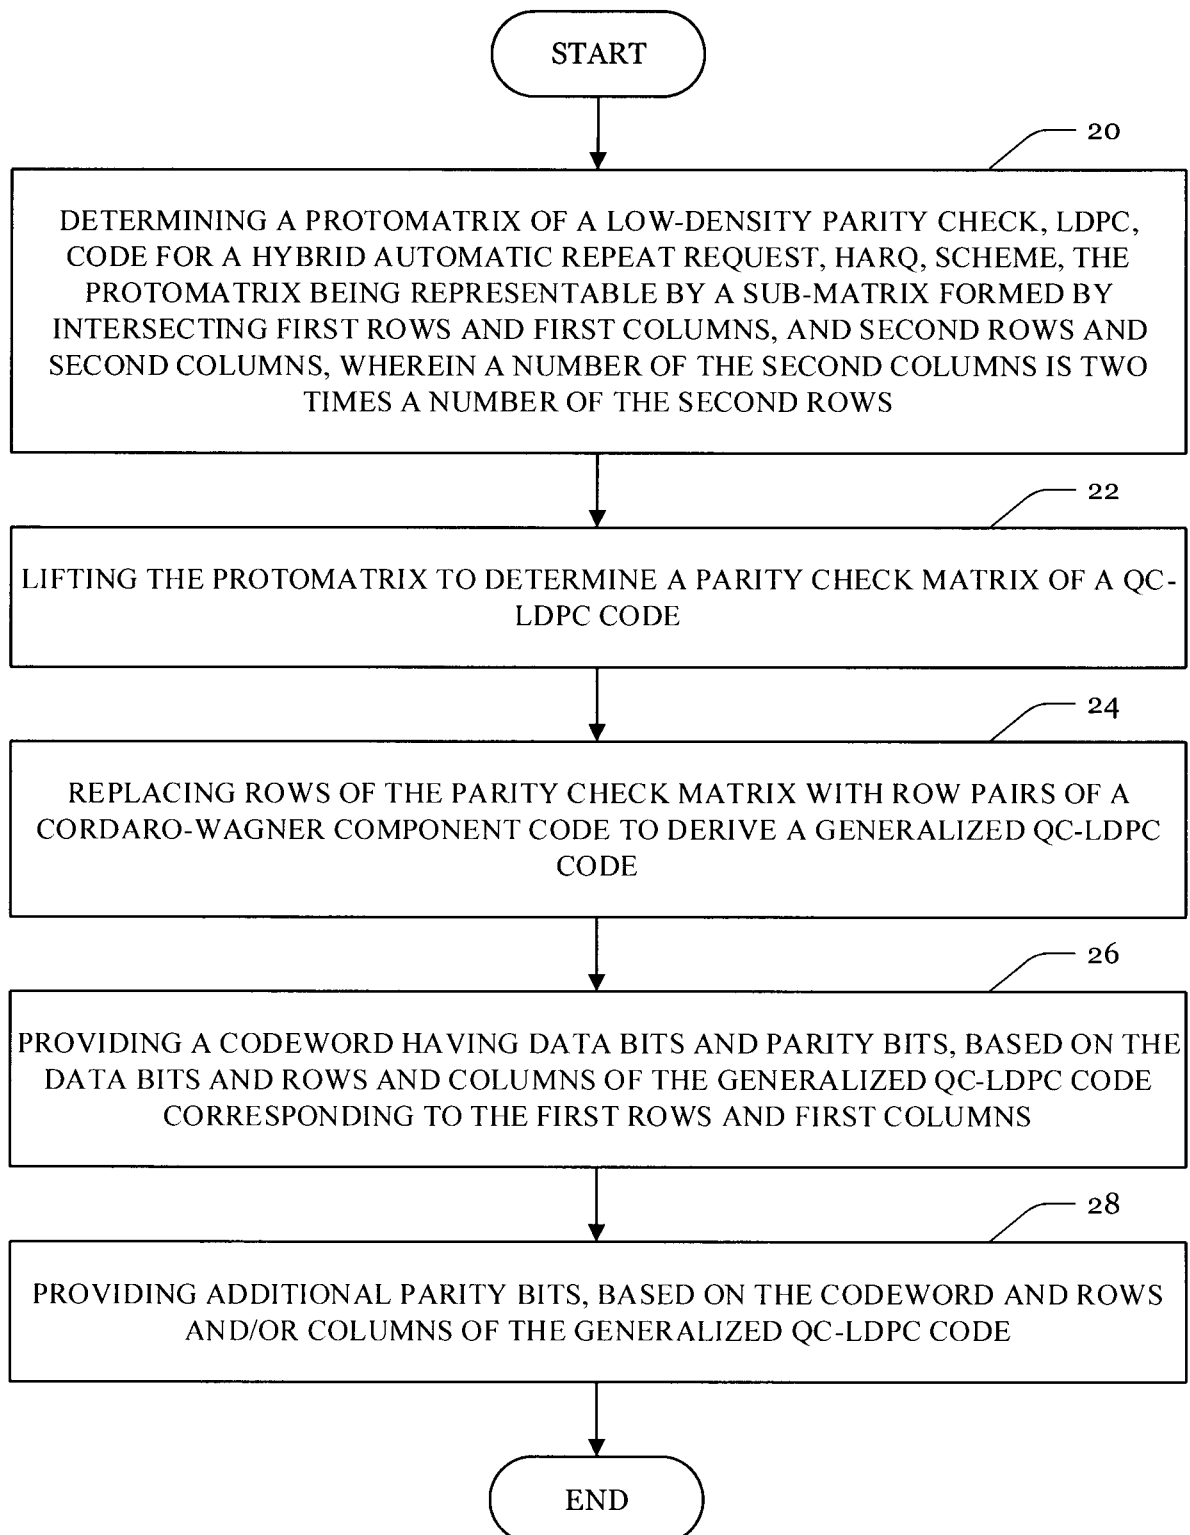 START
20
DETERMINING A PROTOMATRIX OF A LOW-DENSITY PARITY CHECK, LDPC,
CODE FOR A HYBRID AUTOMATIC REPEAT REQUEST, HARQ, SCHEME, THE
PROTOMATRIX BEING REPRESENTABLE BY A SUB-MATRIX FORMED BY
INTERSECTING FIRST ROWS AND FIRST COLUMNS, AND SECOND ROWS AND
SECOND COLUMNS, WHEREIN A NUMBER OF THE SECOND COLUMNS IS TWO
TIMES A NUMBER OF THE SECOND ROWS
22
LIFTING THE PROTOMATRIX TO DETERMINE A PARITY CHECK MATRIX OF A QC-
LDPC CODE
24
REPLACING ROWS OF THE PARITY CHECK MATRIX WITH ROW PAIRS OF A
CORDARO-WAGNER COMPONENT CODE TO DERIVE A GENERALIZED QC-LDPC
CODE
26
PROVIDING A CODEWORD HAVING DATA BITS AND PARITY BITS, BASED ON THE
DATA BITS AND ROWS AND COLUMNS OF THE GENERALIZED QC-LDPC CODE
CORRESPONDING TO THE FIRST ROWS AND FIRST COLUMNS
28
PROVIDING ADDITIONAL PARITY BITS, BASED ON THE CODEWORD AND ROWS
AND/OR COLUMNS OF THE GENERALIZED QC-LDPC CODE
END